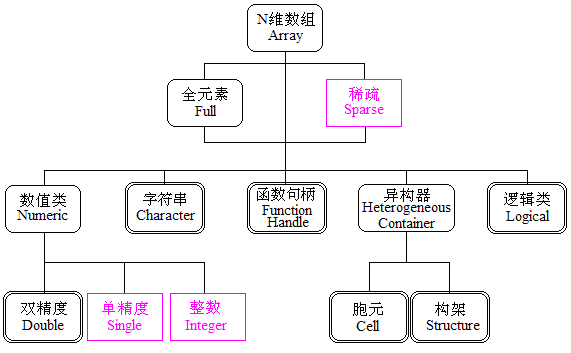 N维数组
Array
全元素
Full
稀疏
Sparse
数值类
Numeric
字符串
Character
函数句柄
Function
Handle
异构器
Heterogeneous
Container
逻辑类
Logical
双精度
Double
单精度
Single
整数
Integer
胞元
Cell
构架
Structure